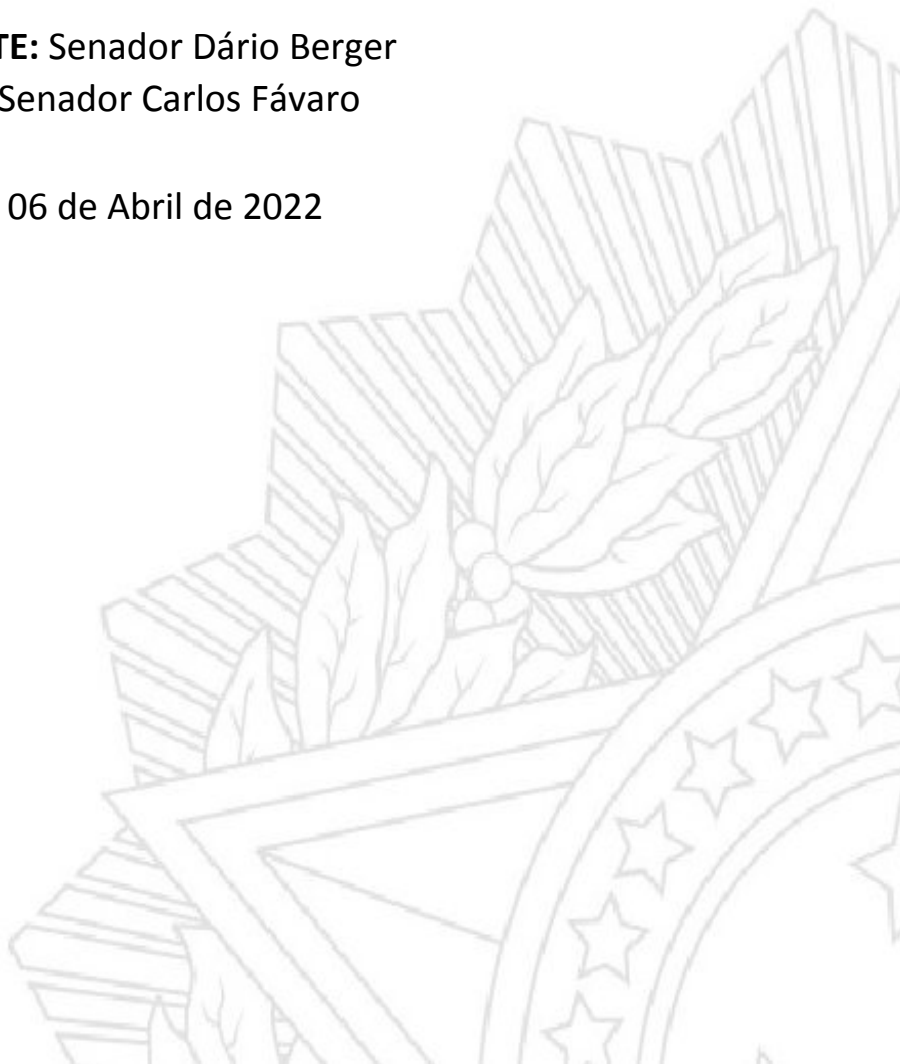 TE: Senador Dário Berger
Senador Carlos Fávaro
06 de Abril de 2022